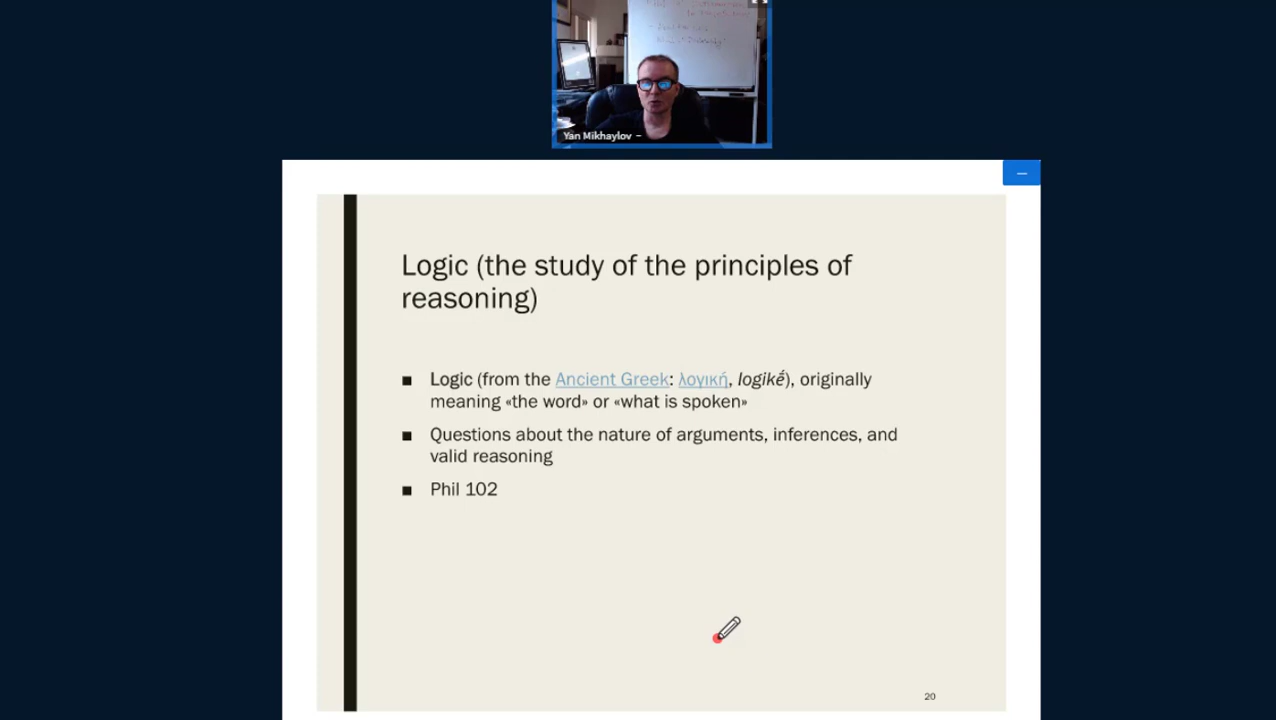 Yan Mikhaylov
Logic (the study of the principles of
reasoning)
■ Logic (from the Ancient Greek: λογική, logikḗ), originally
meaning «the word» or «what is spoken»
■ Questions about the nature of arguments, inferences, and
valid reasoning
■ Phil 102
20